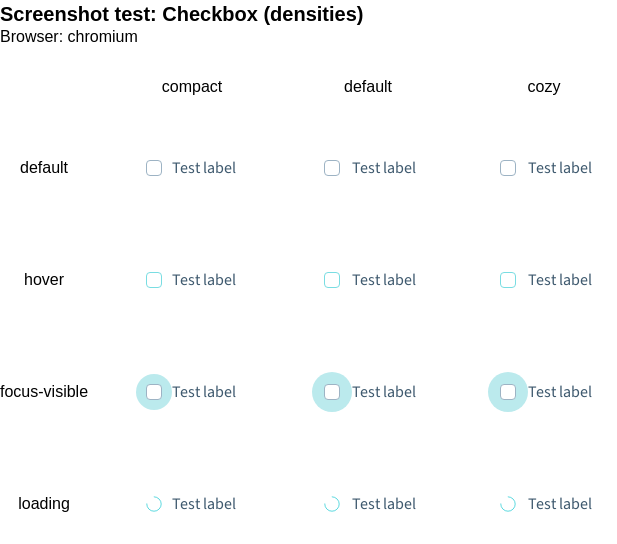 Screenshot test: Checkbox (densities)
Browser: chromium
compact default cozy
default Test label Test label Test label
hover Test label Test label Test label
focus-visible Test label Test label Test label
loading Test label Test label Test label